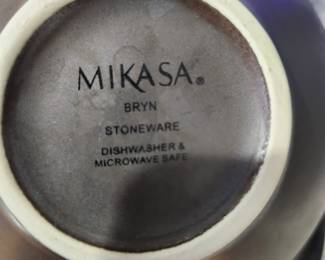 MIKASA®
BRYN
STONEWARE
DISHWASHER &
MICROWAVE SAFE